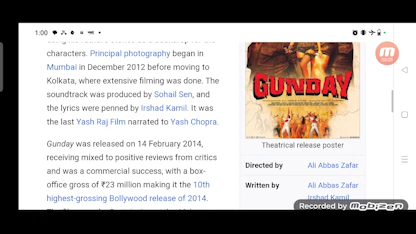 1:00
characters. Principal photography began in
Mumbai in December 2012 before moving to
Kolkata, where extensive filming was done. The
soundtrack was produced by Sohail Sen, and
the lyrics were penned by Irshad Kamil. It was
the last Yash Raj Film narrated to Yash Chopra.
Gunday was released on 14 February 2014,
receiving mixed to positive reviews from critics
and was a commercial success, with a box-
office gross of ₹23 million making it the 10th
highest-grossing Bollywood release of 2014.
GUNDAY
Theatrical release poster
Directed by Ali Abbas Zafar
Written by Ali Abbas Zafar
Irshad Kamil
Recorded by MOBIZEN